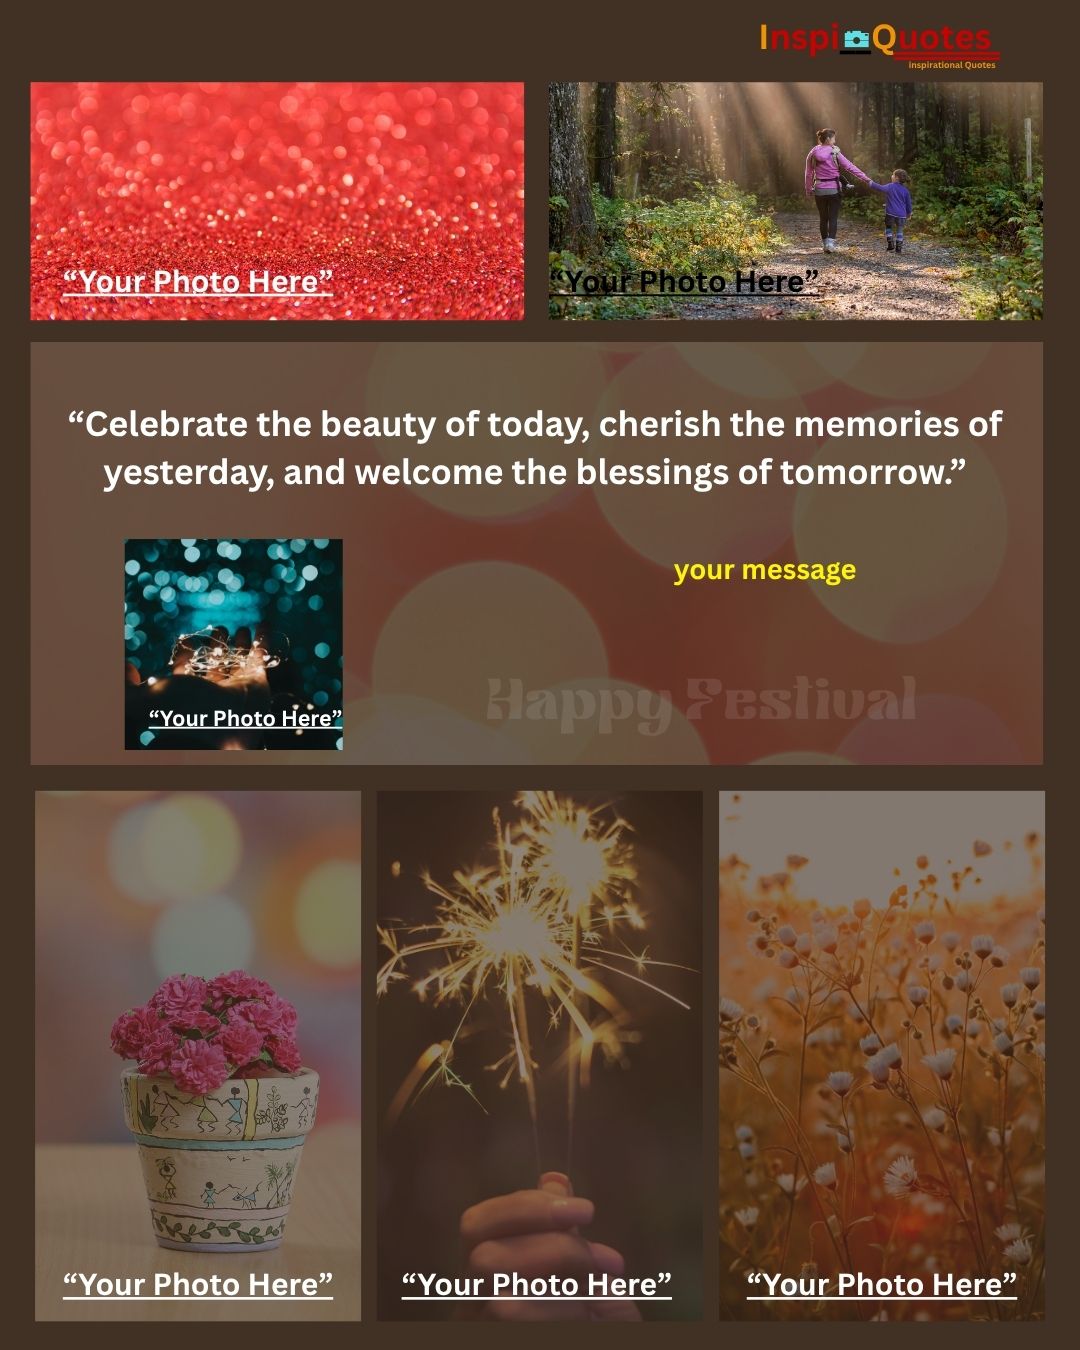 InspiQuotes
Inspirational Quotes
“Your Photo Here”
“Your Photo Here”
“Celebrate the beauty of today, cherish the memories of
yesterday, and welcome the blessings of tomorrow.”
your message
“Your Photo Here”
Happy Festival
“Your Photo Here”
“Your Photo Here”
“Your Photo Here”